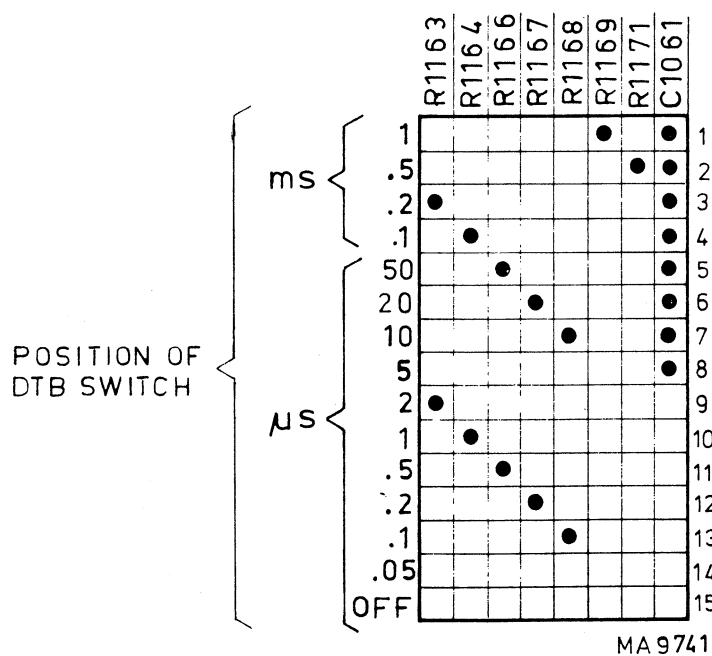 R1163 R1164 R1166 R1167 R1168 R1169 R1171 C1061
1 ● ● 1
.5 ● ● 2
ms
.2 ● ● 3
.1 ● ● 4
50 ● ● 5
20 ● ● 6
10 ● ● 7
POSITION OF
DTB SWITCH
5 ● 8
2 ● 9
µs
1 ● 10
.5 ● 11
.2 ● 12
.1 ● 13
.05 14
OFF 15
MA9741